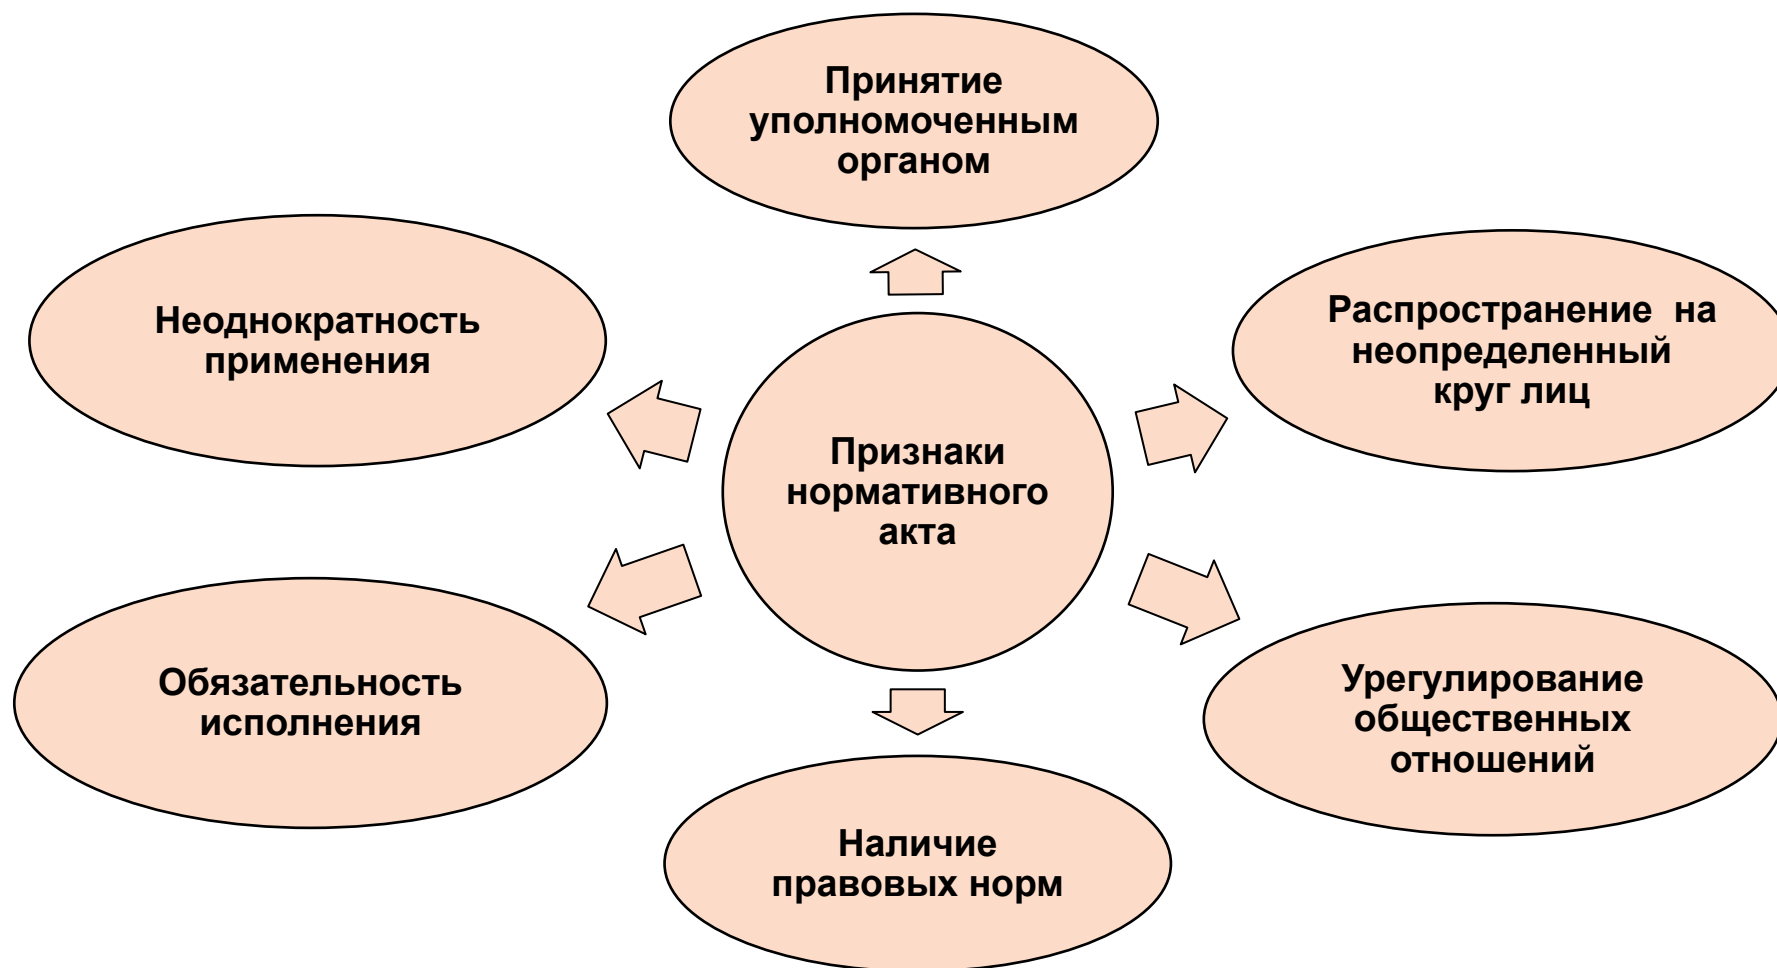 Принятие
уполномоченным
органом
Неоднократность
применения
Распространение  на
неопределенный
круг лиц
Признаки
нормативного
акта
Обязательность
исполнения
Урегулирование
общественных
отношений
Наличие
правовых норм